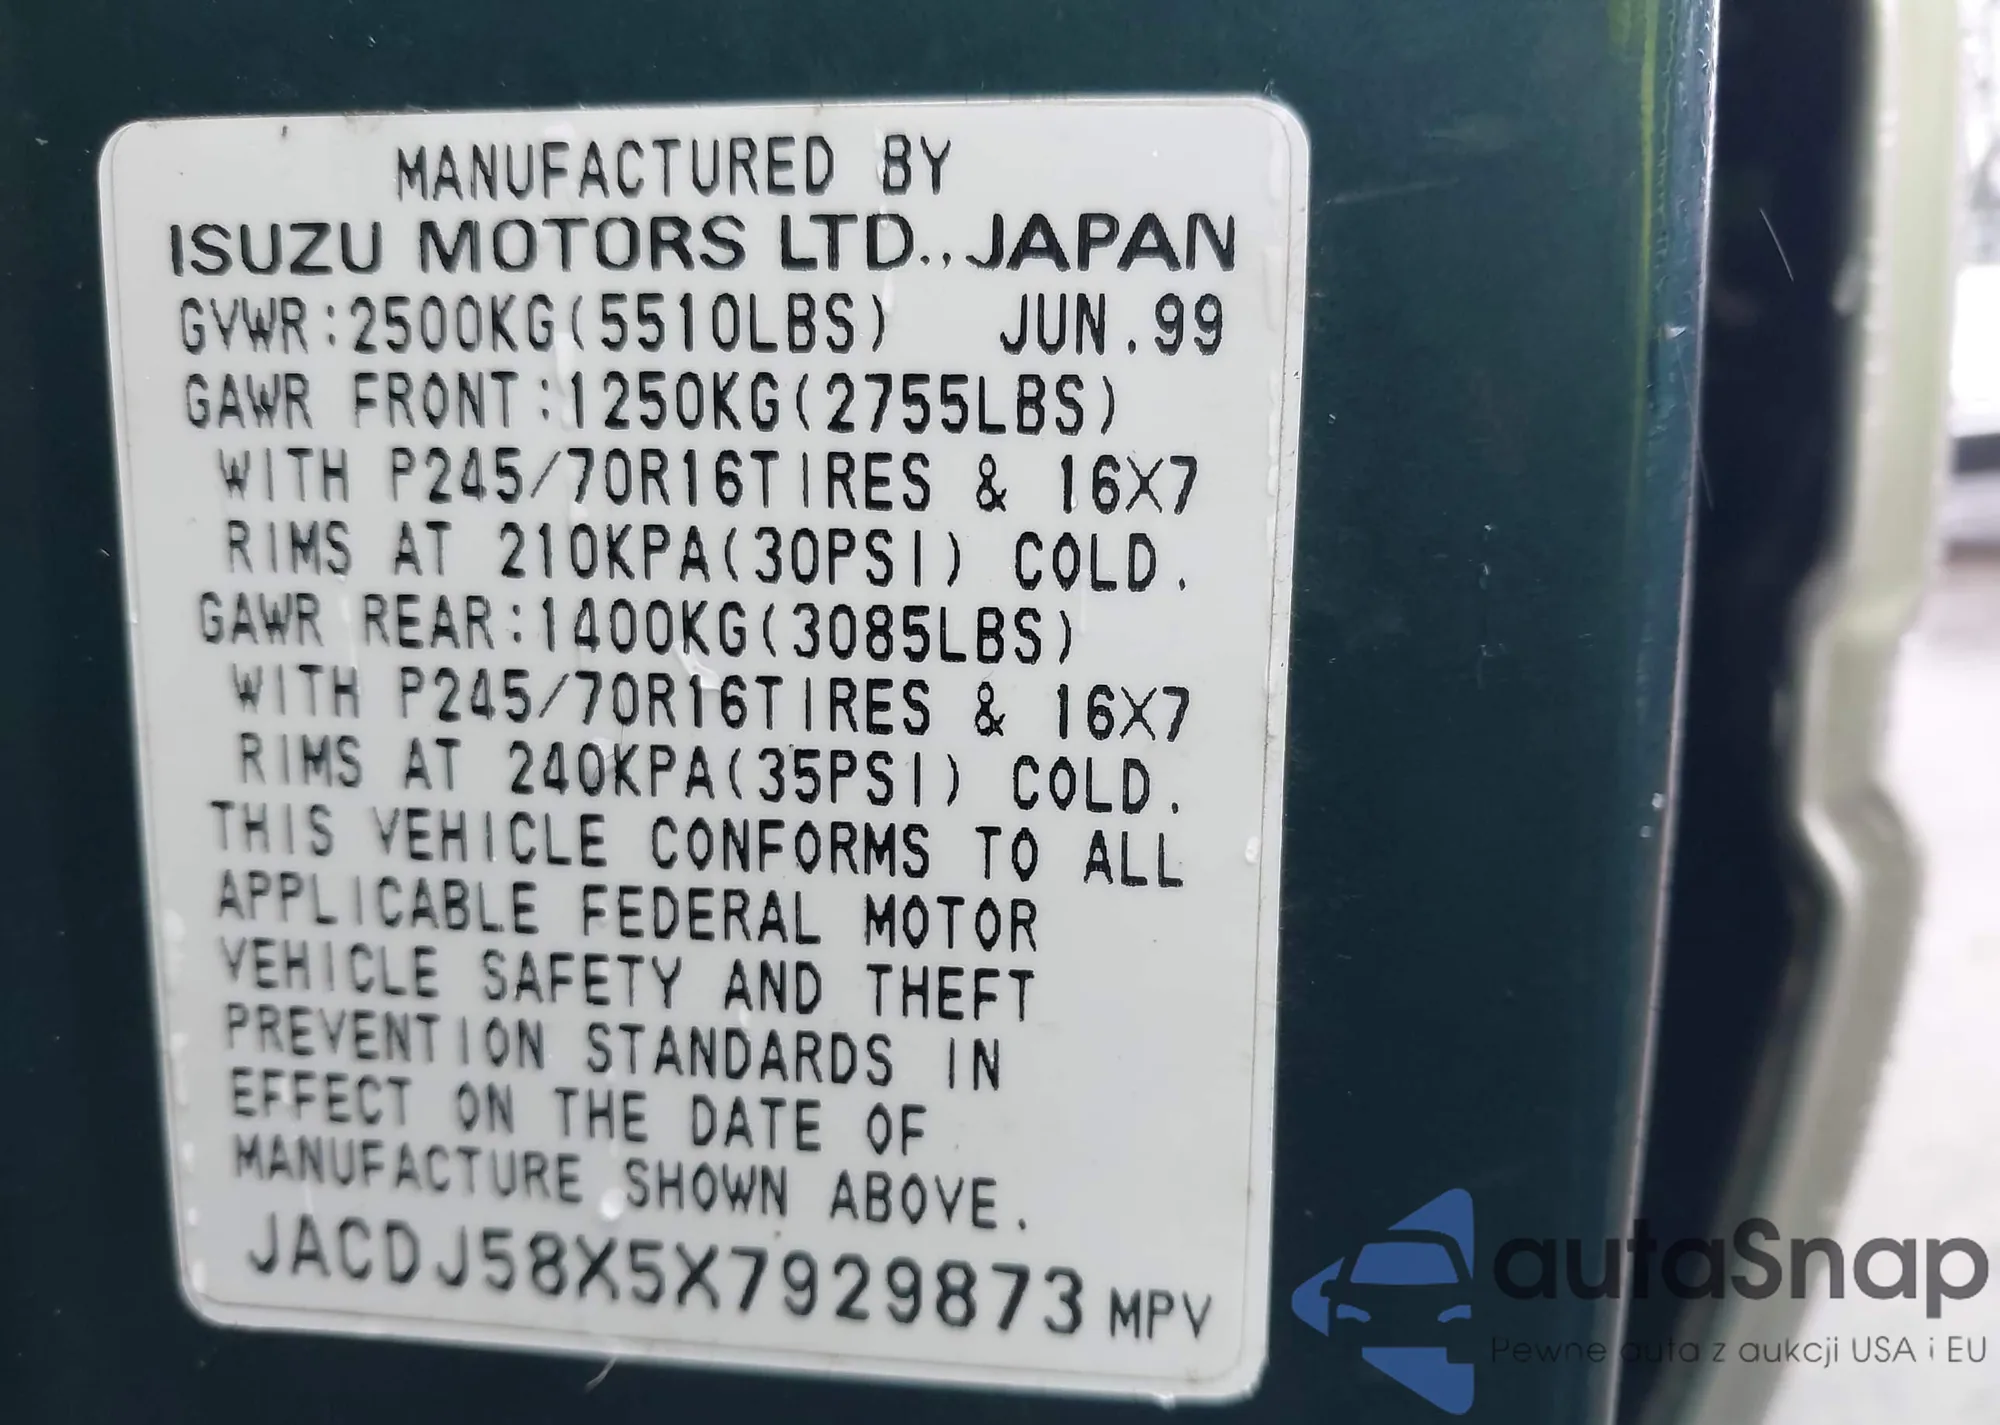 MANUFACTURED BY
ISUZU MOTORS LTD., JAPAN
GVWR:2500KG(5510LBS) JUN.99
GAWR FRONT:1250KG(2755LBS)
WITH P245/70R16TIRES & 16X7
RIMS AT 210KPA(30PSI) COLD.
GAWR REAR:1400KG(3085LBS)
WITH P245/70R16TIRES & 16X7
RIMS AT 240KPA(35PSI) COLD.
THIS VEHICLE CONFORMS TO ALL
APPLICABLE FEDERAL MOTOR
VEHICLE SAFETY AND THEFT
PREVENTION STANDARDS IN
EFFECT ON THE DATE OF
MANUFACTURE SHOWN ABOVE.
JACDJ58X5X7929873 MPV
autaSnap
Pewne auta z aukcji USA i EU